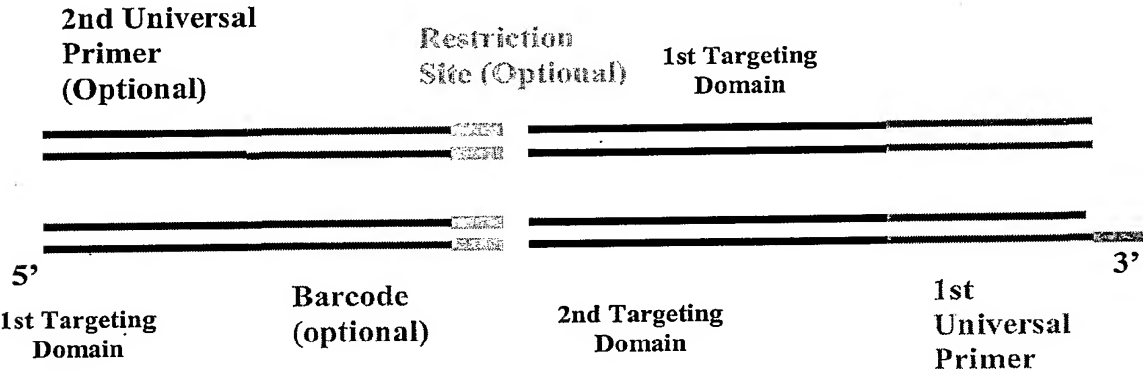 2nd Universal
Primer
(Optional)
Restriction
Site (Optional)
1st Targeting
Domain
5'
3'
1st Targeting
Domain
Barcode
(optional)
2nd Targeting
Domain
1st
Universal
Primer